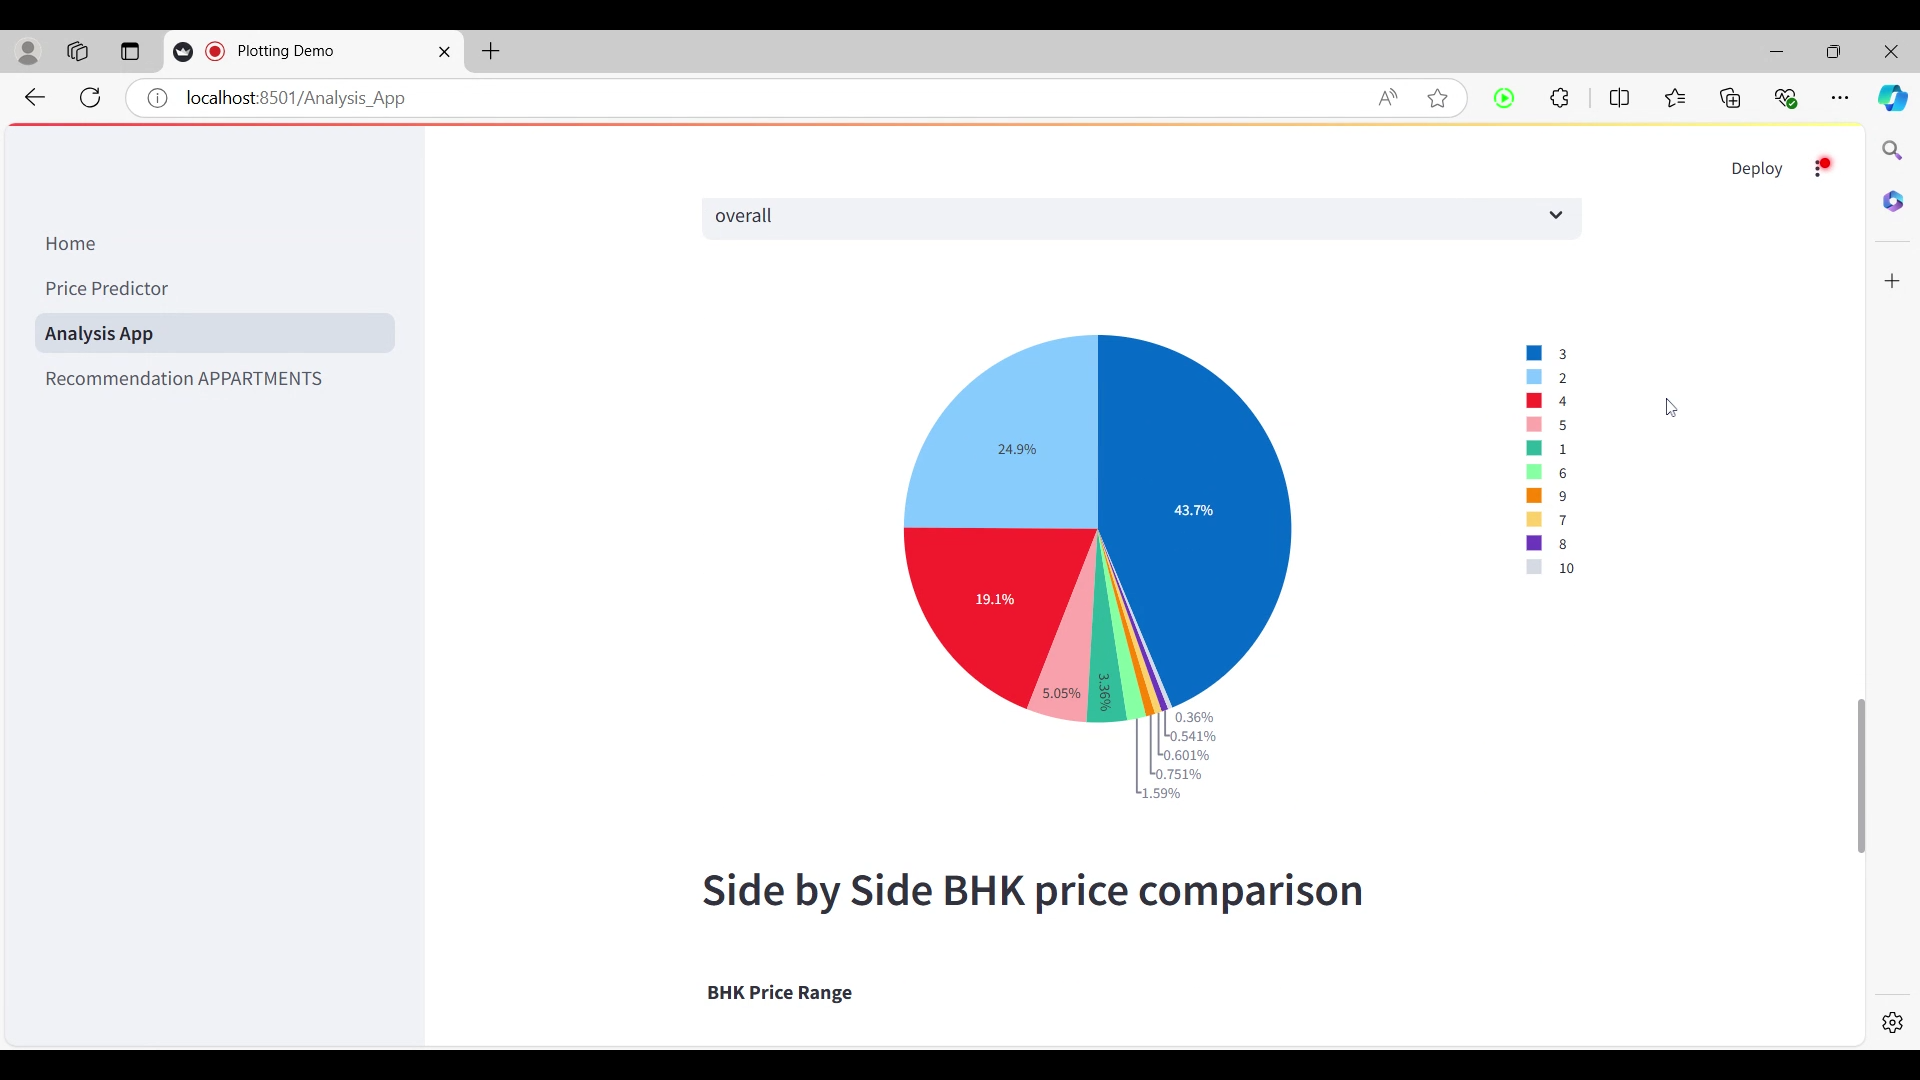 Plotting Demo
localhost:8501/Analysis_App
Deploy
overall
Home
Price Predictor
Analysis App
Recommendation APPARTMENTS
3
2
4
5
1
6
9
7
8
10
24.9%
43.7%
19.1%
5.05%
3.36%
0.36%
0.541%
0.601%
0.751%
1.59%
Side by Side BHK price comparison
BHK Price Range